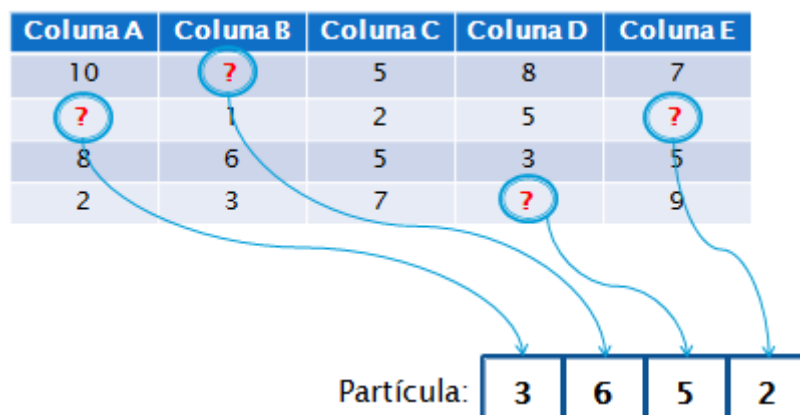 Coluna A Coluna B Coluna C Coluna D Coluna E
10 ? 5 8 7
? 1 2 5 ?
8 6 5 3 5
2 3 7 ? 9
Partícula: 3 6 5 2